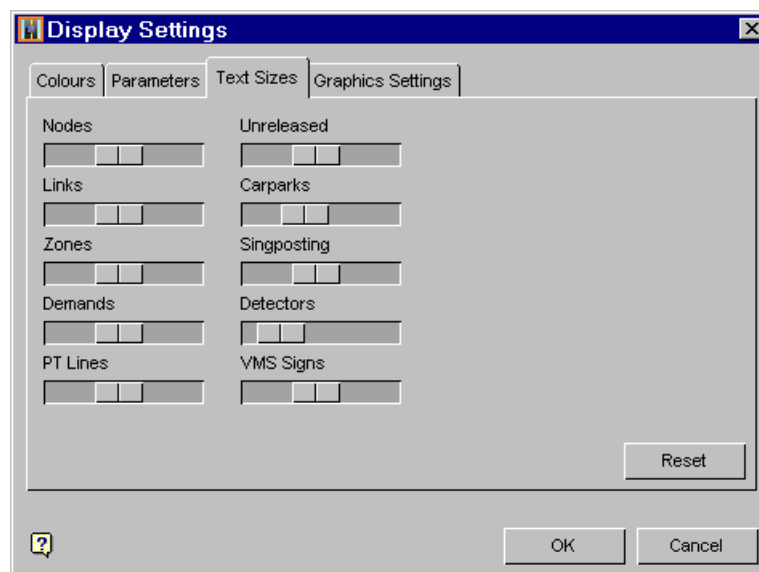 Display Settings
Colours Parameters Text Sizes Graphics Settings
Nodes Unreleased
Links Carparks
Zones Singposting
Demands Detectors
PT Lines VMS Signs
Reset
? OK Cancel